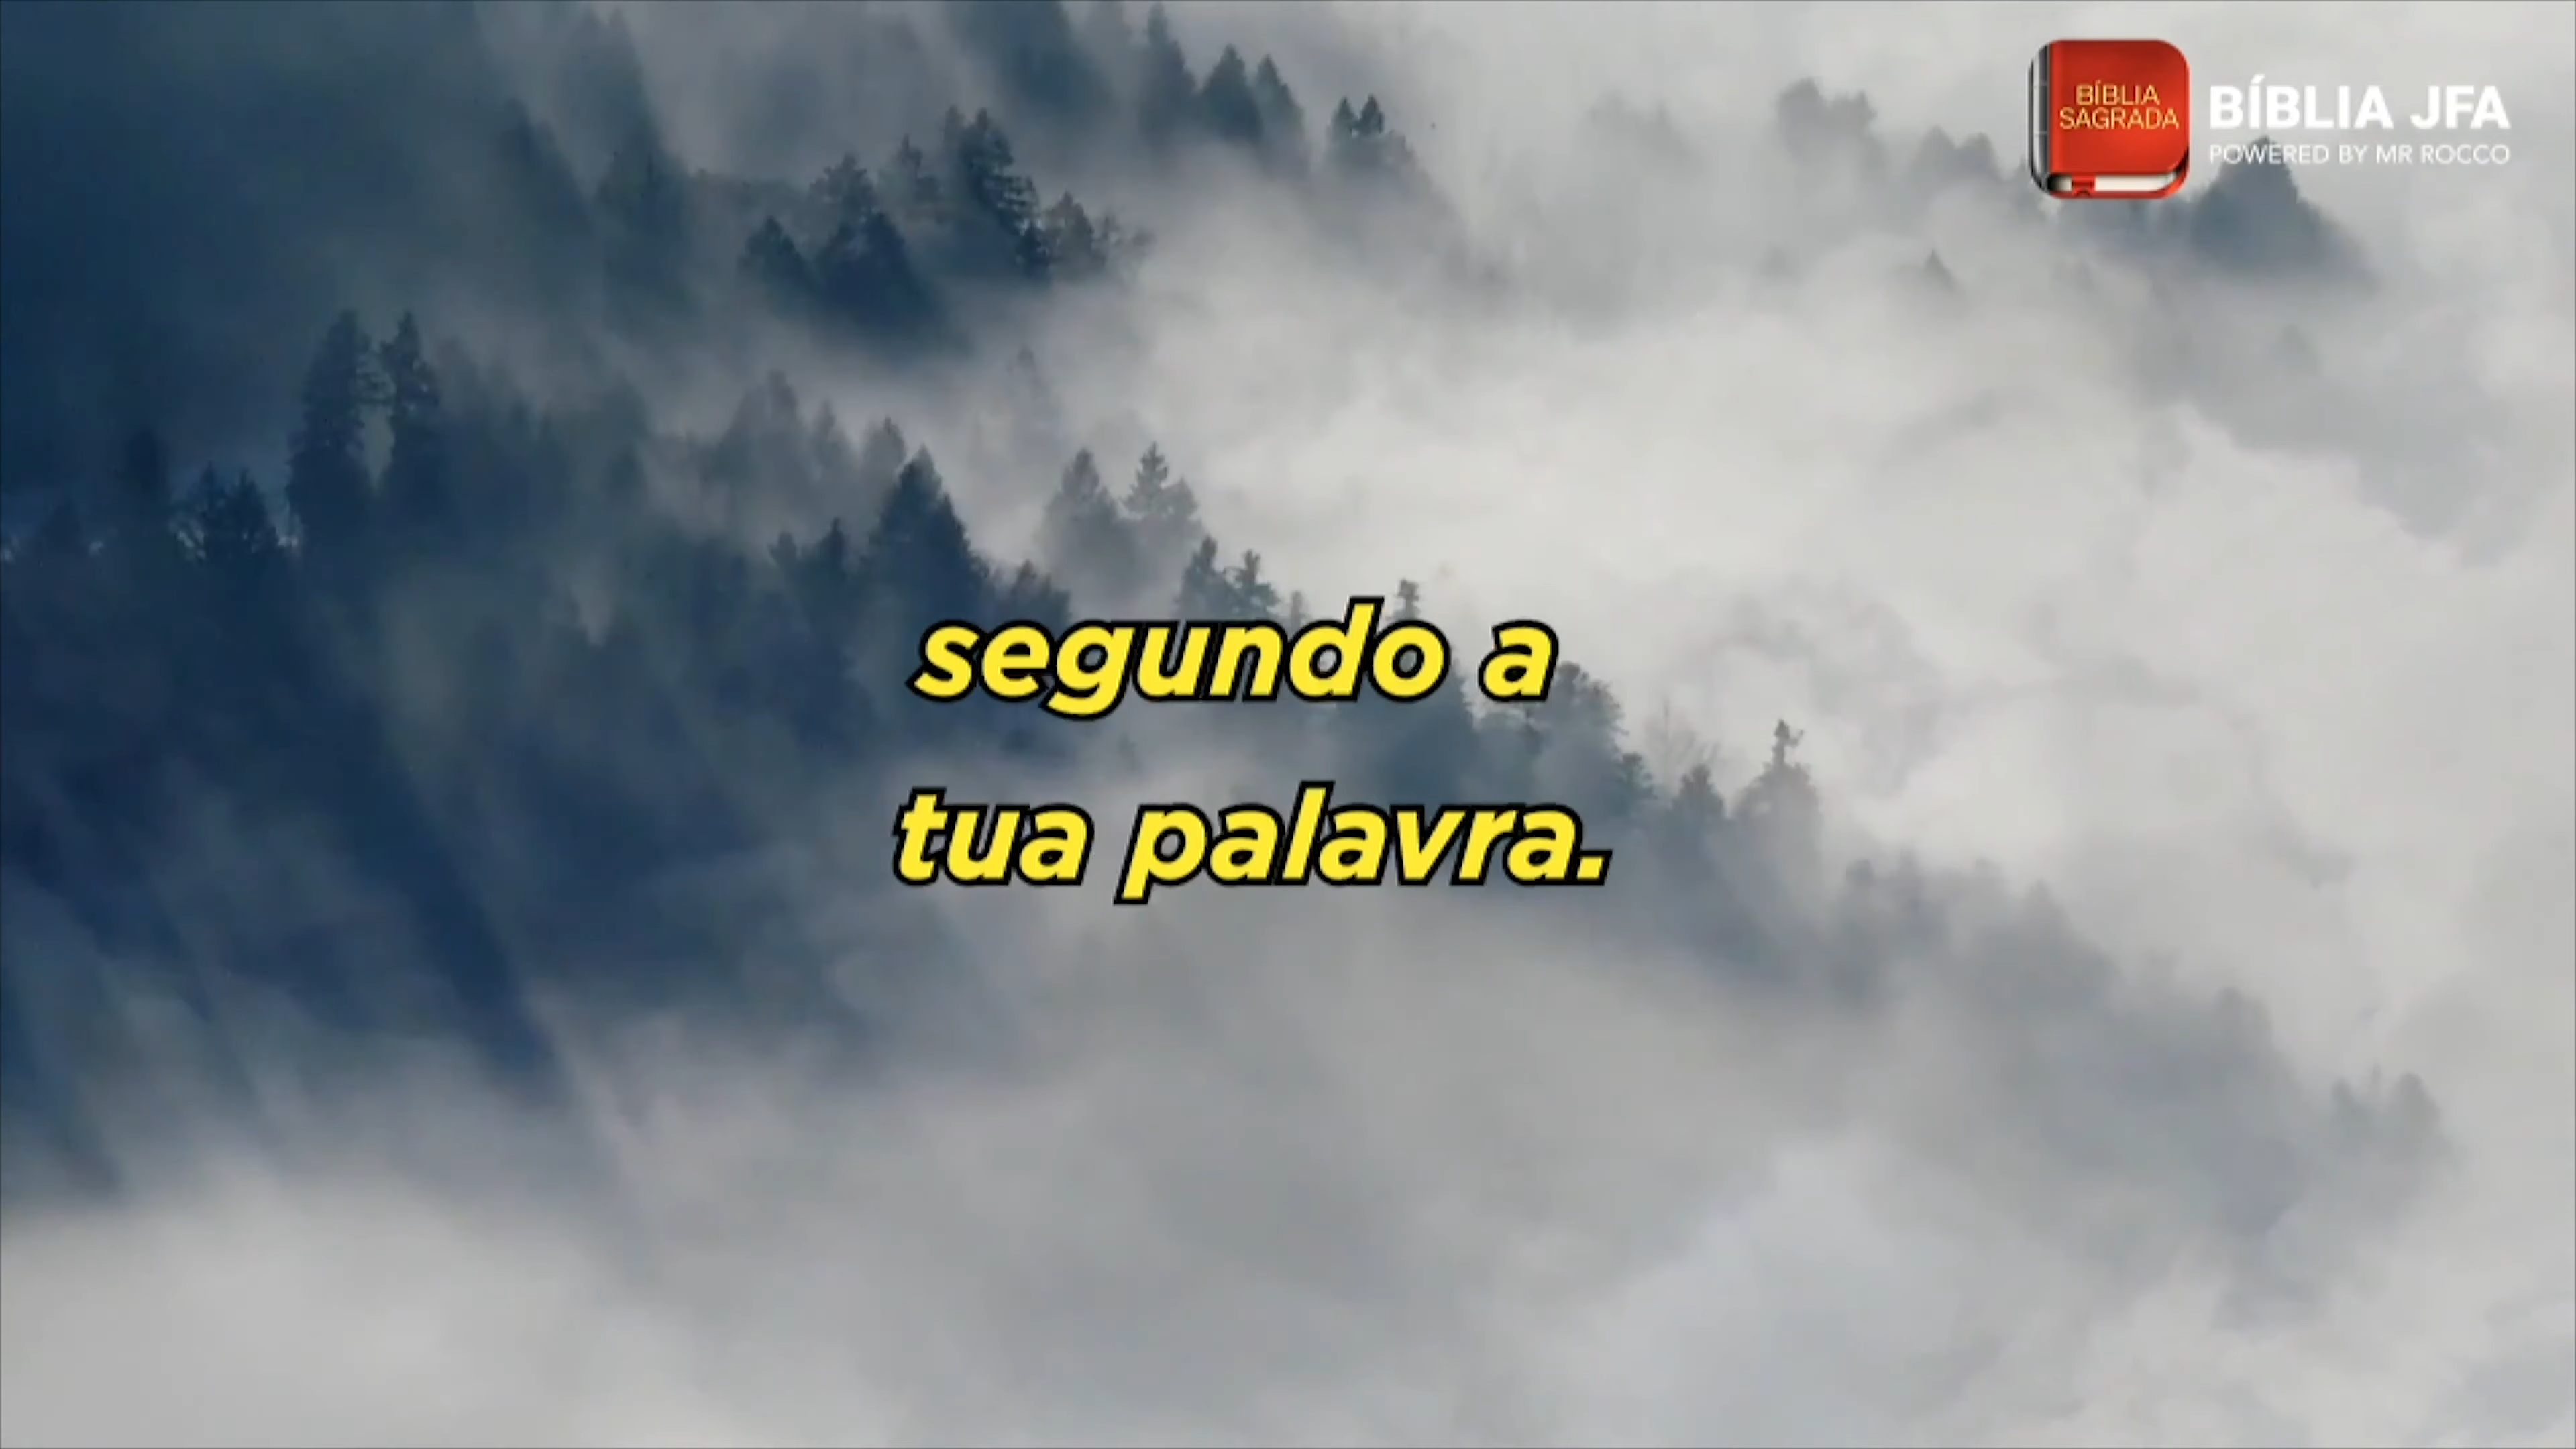 BÍBLIA
SAGRADA
BÍBLIA JFA
POWERED BY MR ROCCO
segundo a
tua palavra.